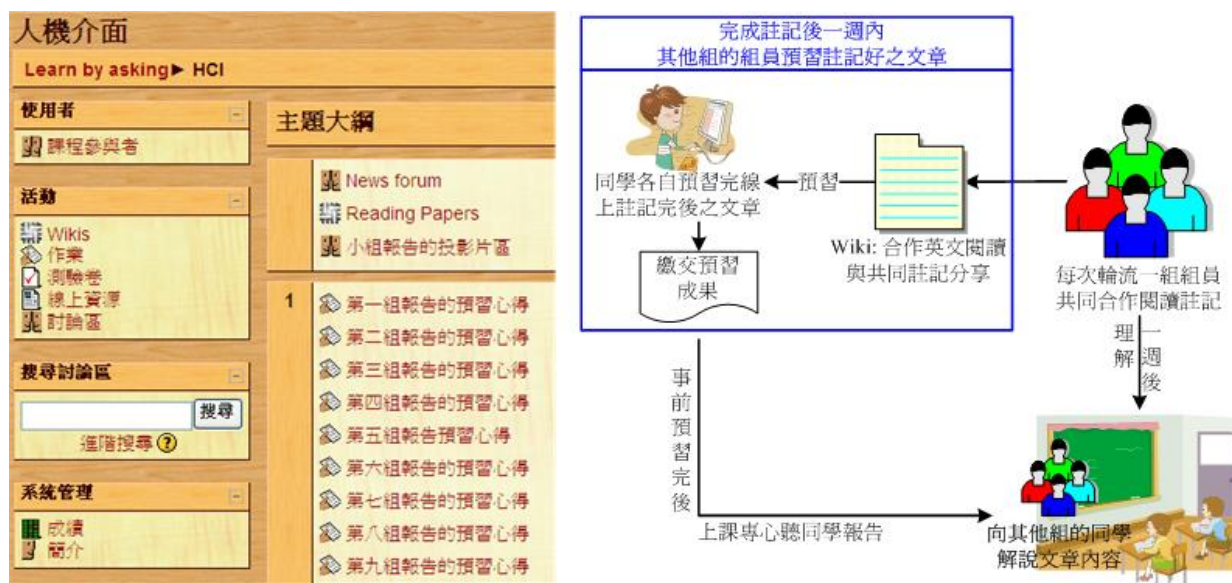 人機介面
Learn by asking► HCI
使用者
課程參與者
活動
Wikis
作業
測驗卷
線上資源
討論區
搜尋討論區
搜尋
進階搜尋
系統管理
成績
簡介
主題大綱
News forum
Reading Papers
小組報告的投影片區
1
第一組報告的預習心得
第二組報告的預習心得
第三組報告的預習心得
第四組報告的預習心得
第五組報告預習心得
第六組報告的預習心得
第七組報告的預習心得
第八組報告的預習心得
第九組報告的預習心得
完成註記後一週內
其他組的組員預習註記好之文章
同學各自預習完線
上註記完後之文章
預習
Wiki: 合作英文閱讀
與共同註記分享
繳交預習
成果
每次輪流一組組員
共同合作閱讀註記
理解
一週後
事前預習完後
上課專心聽同學報告
向其他組的同學
解說文章內容